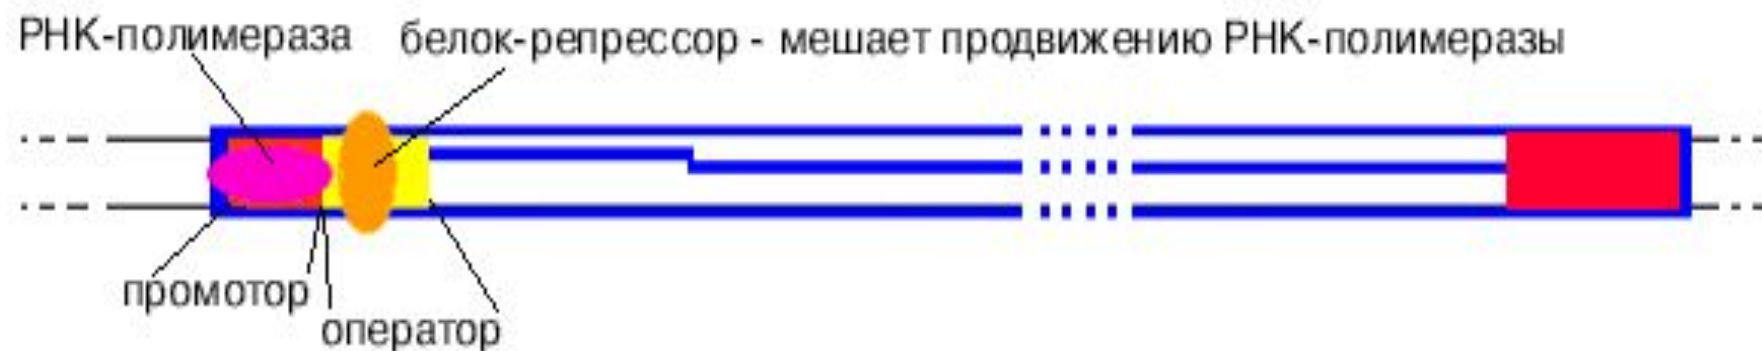 РНК-полимераза белок-репрессор - мешает продвижению РНК-полимеразы
промотор
оператор